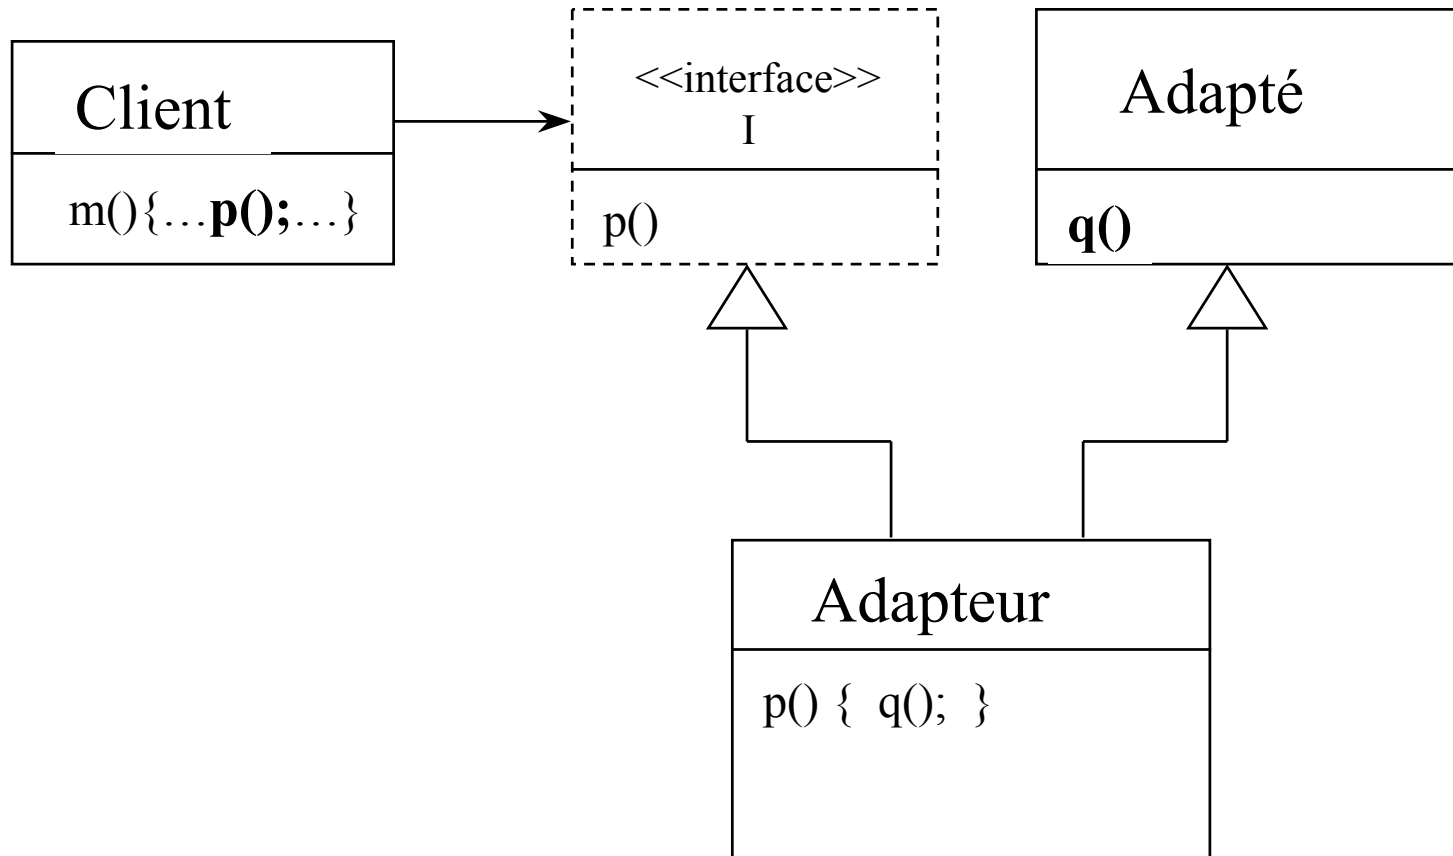 Client
m(){…p();…}
<<interface>>
I
p()
Adapté
q()
Adapteur
p() { q(); }